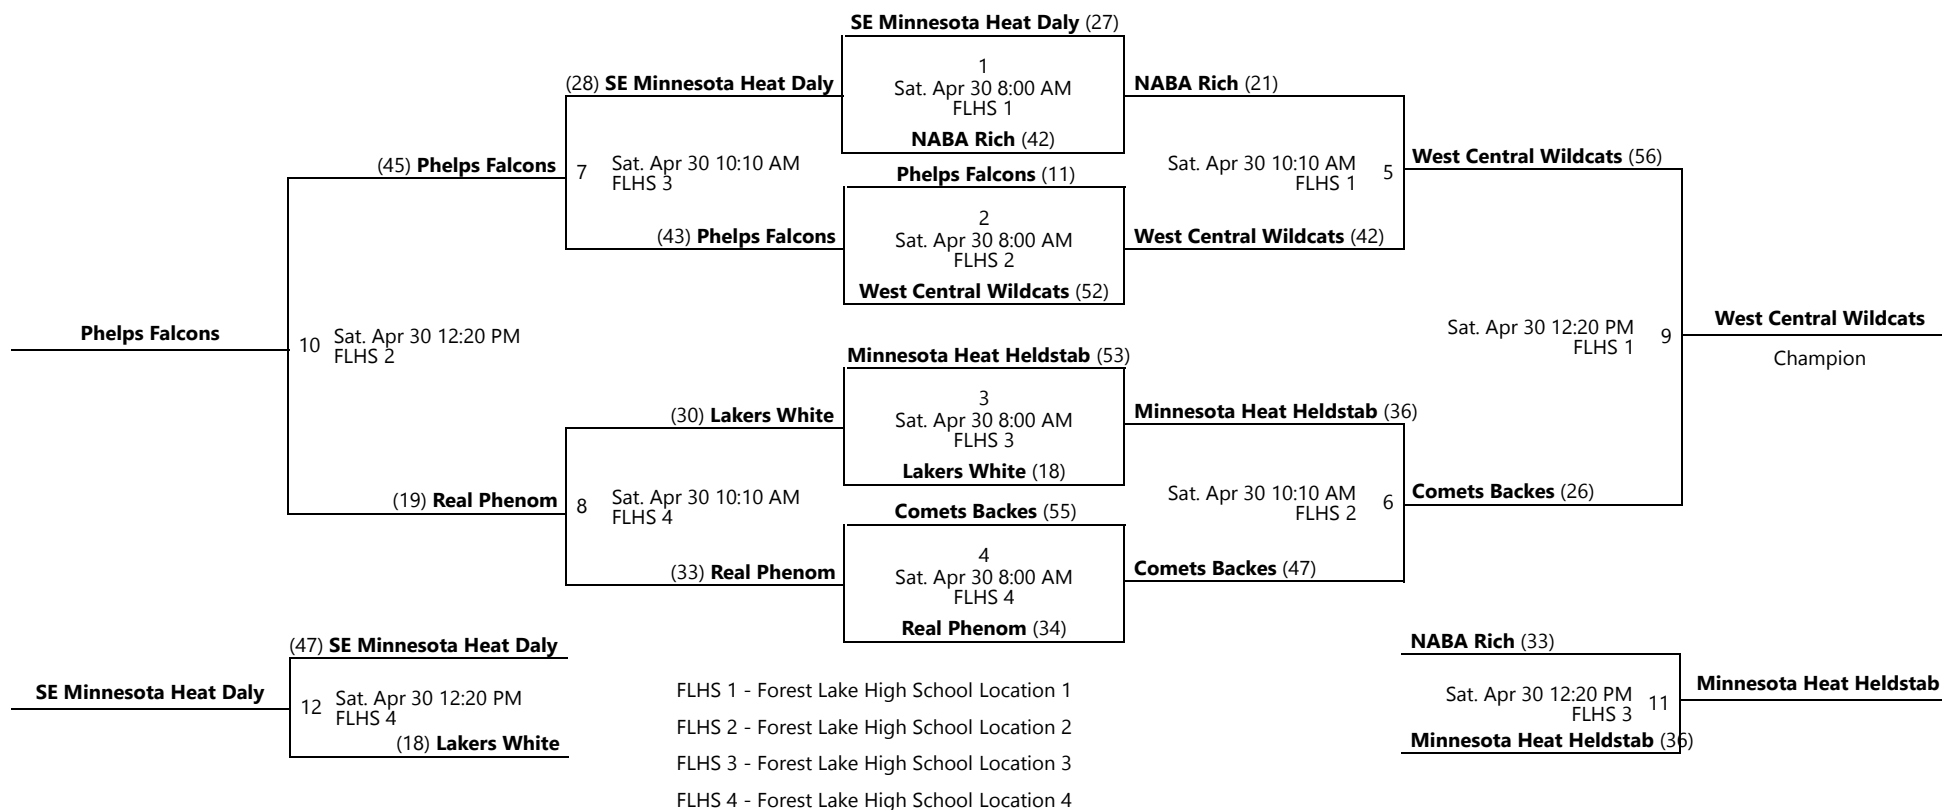 SE Minnesota Heat Daly (27)
1
Sat. Apr 30 8:00 AM
FLHS 1
NABA Rich (42)
(28) SE Minnesota Heat Daly
NABA Rich (21)
(45) Phelps Falcons
7
Sat. Apr 30 10:10 AM
FLHS 3
Phelps Falcons (11)
2
Sat. Apr 30 8:00 AM
FLHS 2
West Central Wildcats (52)
Sat. Apr 30 10:10 AM
FLHS 1
5
West Central Wildcats (56)
(43) Phelps Falcons
West Central Wildcats (42)
Phelps Falcons
10
Sat. Apr 30 12:20 PM
FLHS 2
Sat. Apr 30 12:20 PM
FLHS 1
9
West Central Wildcats
Champion
Minnesota Heat Heldstab (53)
3
Sat. Apr 30 8:00 AM
FLHS 3
Lakers White (18)
(30) Lakers White
Minnesota Heat Heldstab (36)
(19) Real Phenom
8
Sat. Apr 30 10:10 AM
FLHS 4
Comets Backes (55)
4
Sat. Apr 30 8:00 AM
FLHS 4
Real Phenom (34)
Sat. Apr 30 10:10 AM
FLHS 2
6
Comets Backes (26)
(33) Real Phenom
Comets Backes (47)
(47) SE Minnesota Heat Daly
SE Minnesota Heat Daly
12
Sat. Apr 30 12:20 PM
FLHS 4
(18) Lakers White
NABA Rich (33)
Sat. Apr 30 12:20 PM
FLHS 3
11
Minnesota Heat Heldstab
Minnesota Heat Heldstab (36)
FLHS 1 - Forest Lake High School Location 1
FLHS 2 - Forest Lake High School Location 2
FLHS 3 - Forest Lake High School Location 3
FLHS 4 - Forest Lake High School Location 4